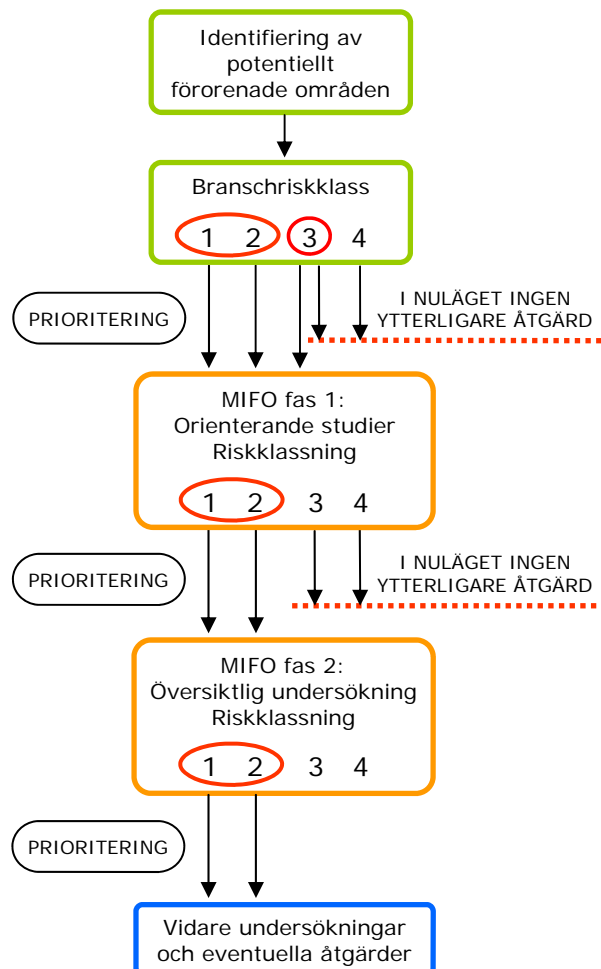 Identifiering av
potentiellt
förorenade områden
Branschriskklass
1 2 3 4
PRIORITERING
I NULÄGET INGEN
YTTERLIGARE ÅTGÄRD
MIFO fas 1:
Orienterande studier
Riskklassning
1 2 3 4
PRIORITERING
I NULÄGET INGEN
YTTERLIGARE ÅTGÄRD
MIFO fas 2:
Översiktlig undersökning
Riskklassning
1 2 3 4
PRIORITERING
Vidare undersökningar
och eventuella åtgärder